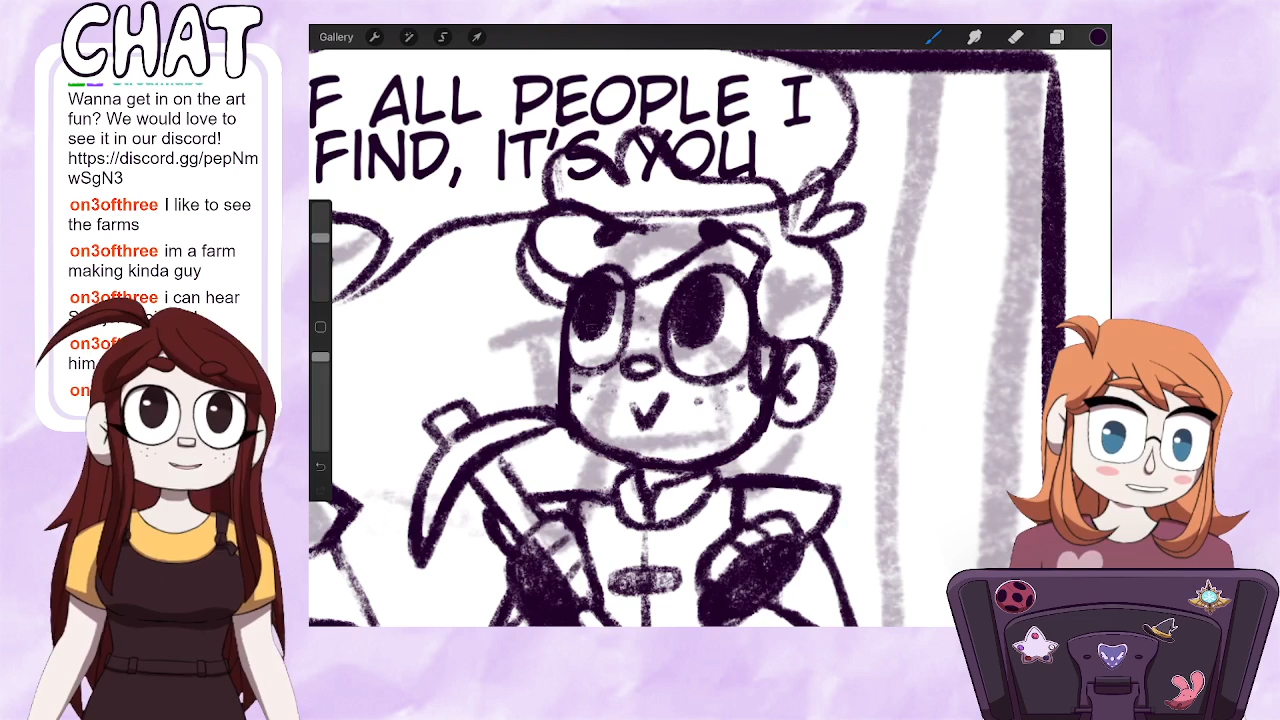 CHAT
Wanna get in on the art
fun? We would love to
see it in our discord!
https://discord.gg/pepNm
wSgN3
on3ofthree I like to see
the farms
on3ofthree im a farm
making kinda guy
on3ofthree i can hear
him
on
Gallery
F ALL PEOPLE I
FIND, IT'S YOU